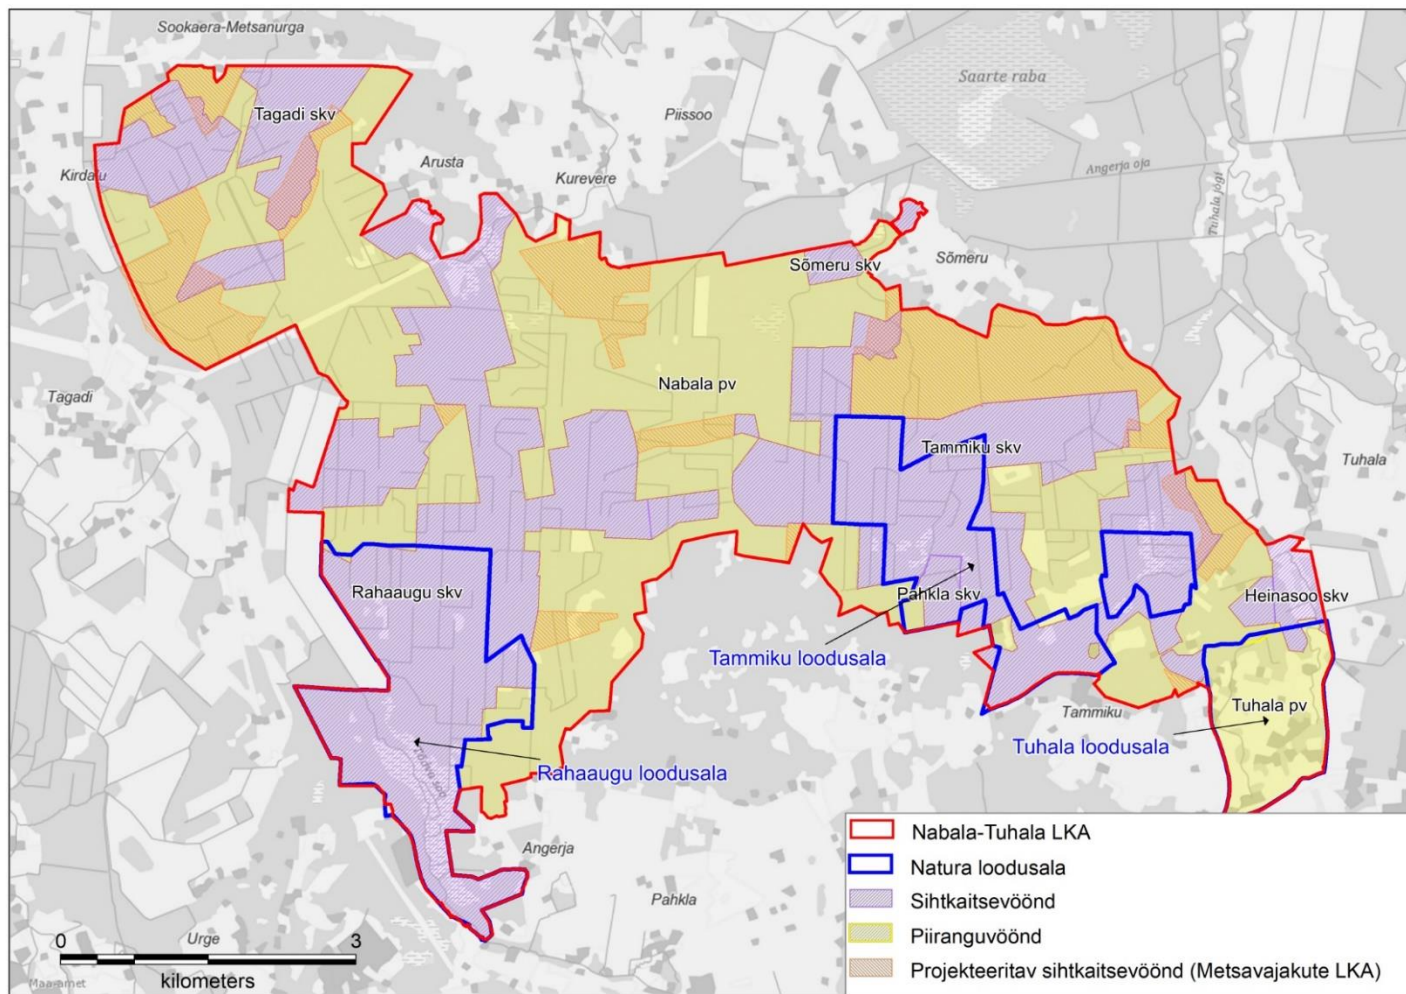 Sookaera-Metsanurga
Saarte raba
Tagadi skv
Piissoo
Arusta
Angerja oja
Kirdalu
Kurevere
Tuhala jõgi
Sõmeru skv
Sõmeru
Nabala pv
Tagadi
Tammiku skv
Tuhala
Rahaaugu skv
Pahkla skv
Heinasoo skv
Tammiku loodusala
Tammiku
Tuhala pv
Tuhala loodusala
Rahaaugu loodusala
Angerja
Pahkla
Urge
0 3
kilometers
Maa-amet
Nabala-Tuhala LKA
Natura loodusala
Sihtkaitsevöönd
Piiranguvöönd
Projekteeritav sihtkaitsevöönd (Metsavajakute LKA)